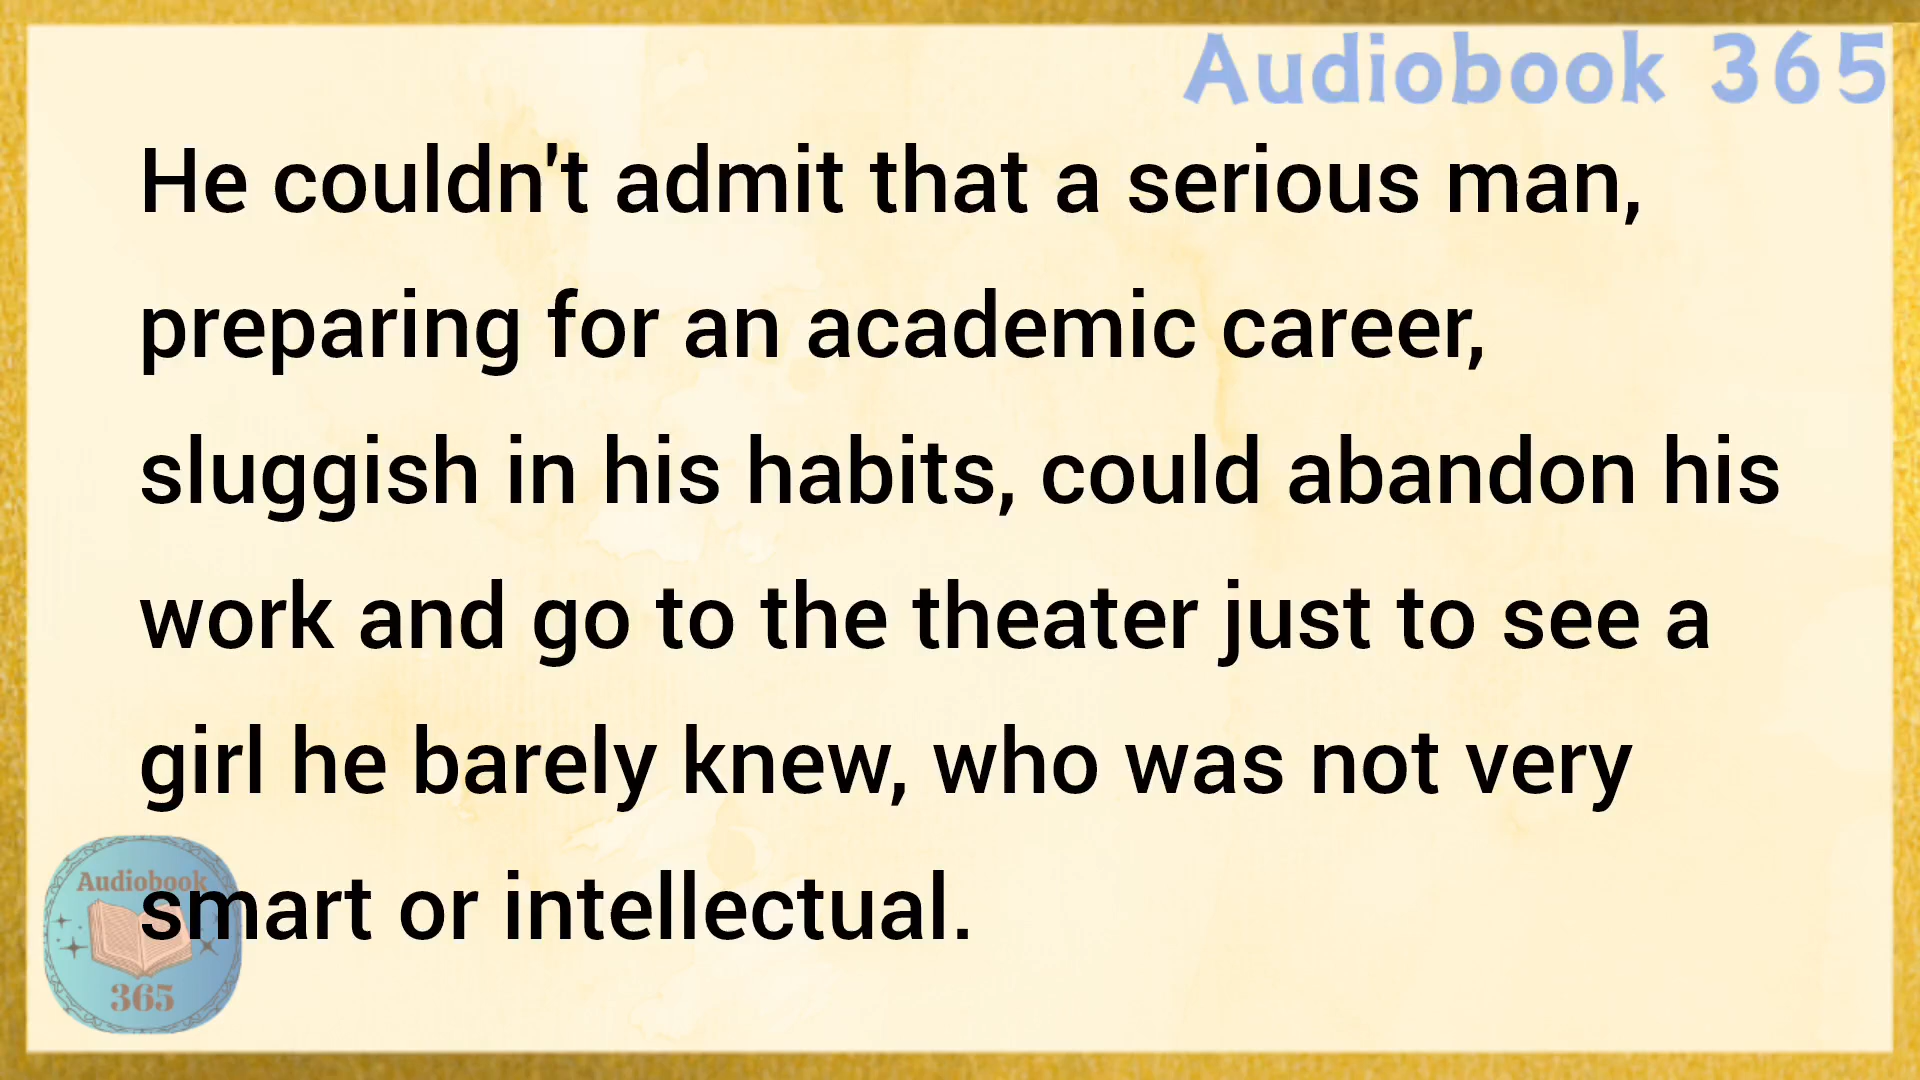 Audiobook 365
He couldn't admit that a serious man,
preparing for an academic career,
sluggish in his habits, could abandon his
work and go to the theater just to see a
girl he barely knew, who was not very
smart or intellectual.
Audiobook
365